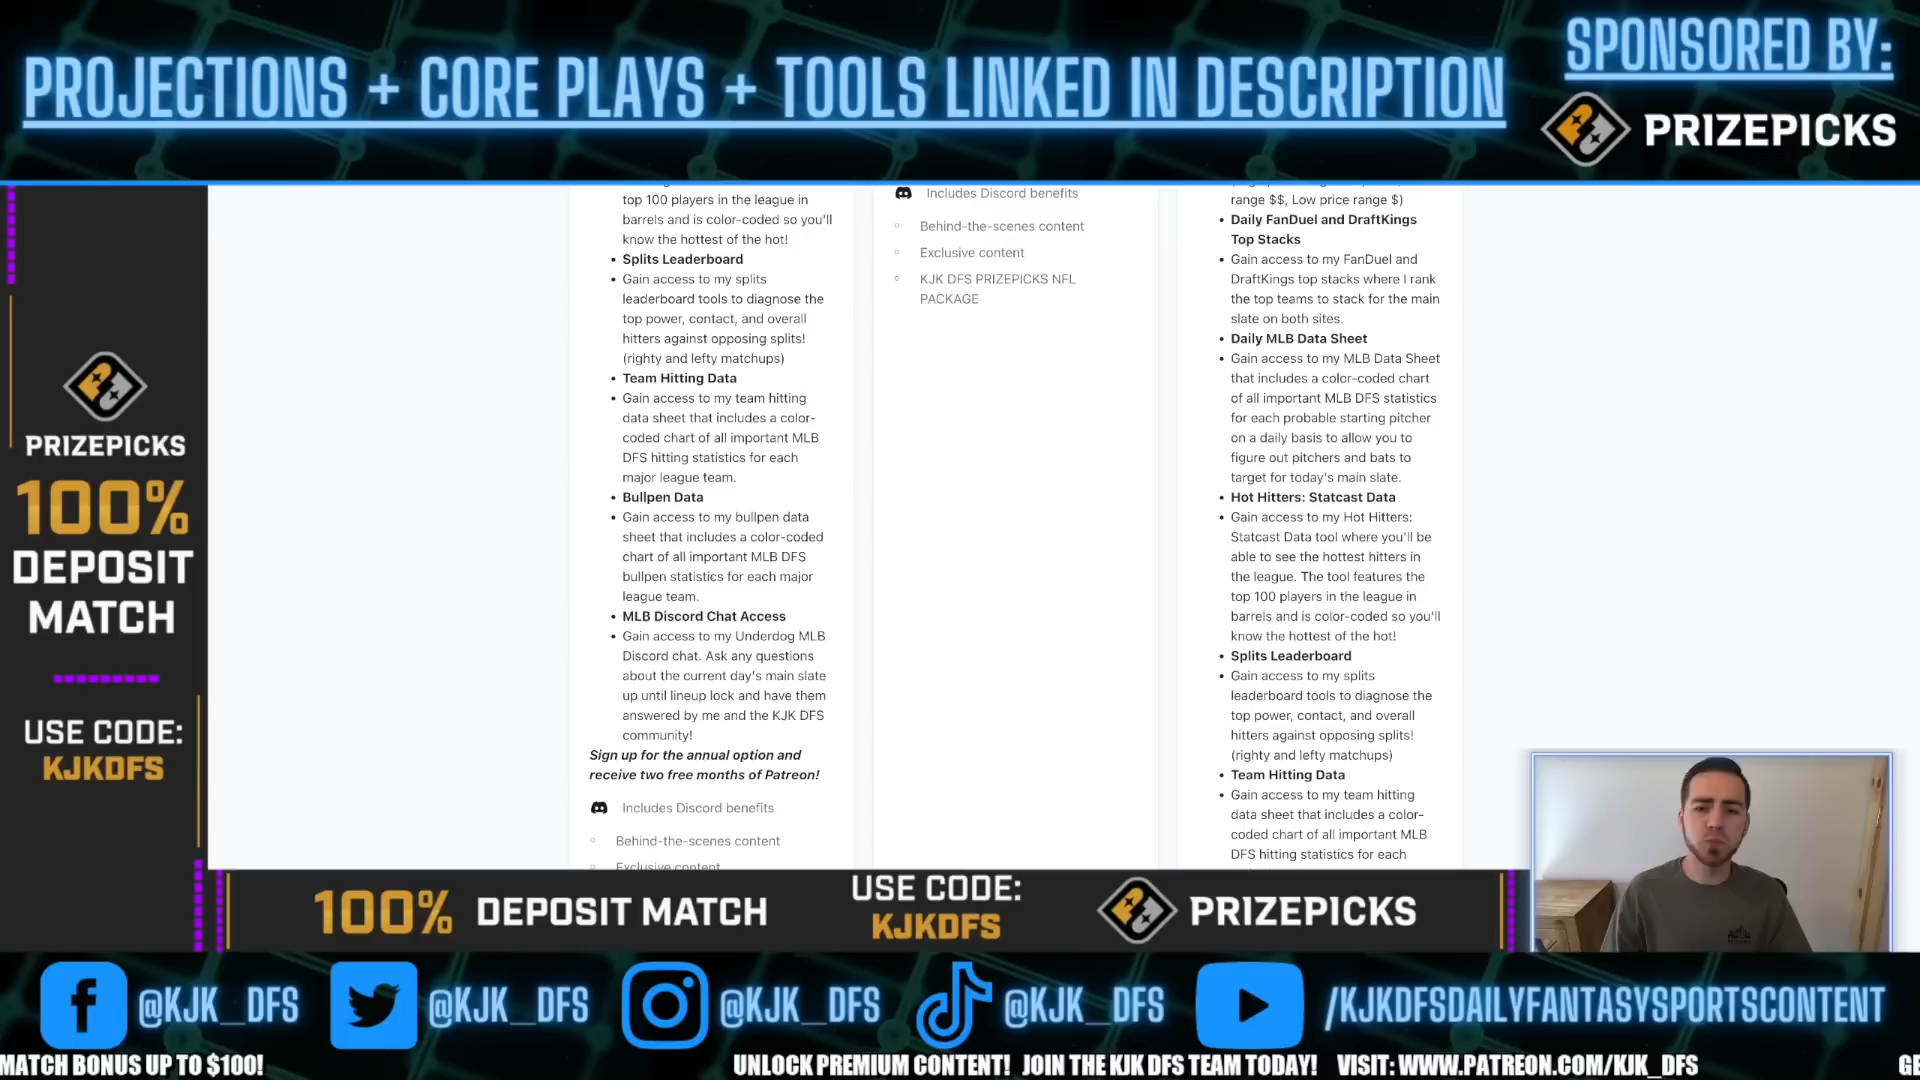 PROJECTIONS + CORE PLAYS + TOOLS LINKED IN DESCRIPTION
SPONSORED BY:
PRIZEPICKS
PRIZEPICKS
100%
DEPOSIT
MATCH
USE CODE:
KJKDFS
top 100 players in the league in
barrels and is color-coded so you'll
know the hottest of the hot!
• Splits Leaderboard
• Gain access to my splits
leaderboard tools to diagnose the
top power, contact, and overall
hitters against opposing splits!
(righty and lefty matchups)
• Team Hitting Data
• Gain access to my team hitting
data sheet that includes a color-
coded chart of all important MLB
DFS hitting statistics for each
major league team.
• Bullpen Data
• Gain access to my bullpen data
sheet that includes a color-coded
chart of all important MLB DFS
bullpen statistics for each major
league team.
• MLB Discord Chat Access
• Gain access to my Underdog MLB
Discord chat. Ask any questions
about the current day's main slate
up until lineup lock and have them
answered by me and the KJK DFS
community!
Sign up for the annual option and
receive two free months of Patreon!
Includes Discord benefits
Behind-the-scenes content
Exclusive content
Includes Discord benefits
Behind-the-scenes content
Exclusive content
KJK DFS PRIZEPICKS NFL
PACKAGE
range $$, Low price range $)
• Daily FanDuel and DraftKings
Top Stacks
• Gain access to my FanDuel and
DraftKings top stacks where I rank
the top teams to stack for the main
slate on both sites.
• Daily MLB Data Sheet
• Gain access to my MLB Data Sheet
that includes a color-coded chart
of all important MLB DFS statistics
for each probable starting pitcher
on a daily basis to allow you to
figure out pitchers and bats to
target for today's main slate.
• Hot Hitters: Statcast Data
• Gain access to my Hot Hitters:
Statcast Data tool where you'll be
able to see the hottest hitters in
the league. The tool features the
top 100 players in the league in
barrels and is color-coded so you'll
know the hottest of the hot!
• Splits Leaderboard
• Gain access to my splits
leaderboard tools to diagnose the
top power, contact, and overall
hitters against opposing splits!
(righty and lefty matchups)
• Team Hitting Data
• Gain access to my team hitting
data sheet that includes a color-
coded chart of all important MLB
DFS hitting statistics for each
100% DEPOSIT MATCH
USE CODE:
KJKDFS
PRIZEPICKS
@KJK_DFS
@KJK_DFS
@KJK_DFS
@KJK_DFS
/KJKDFSDAILYFANTASYSPORTSCONTENT
MATCH BONUS UP TO $100! UNLOCK PREMIUM CONTENT! JOIN THE KJK DFS TEAM TODAY! VISIT: WWW.PATREON.COM/KJK_DFS